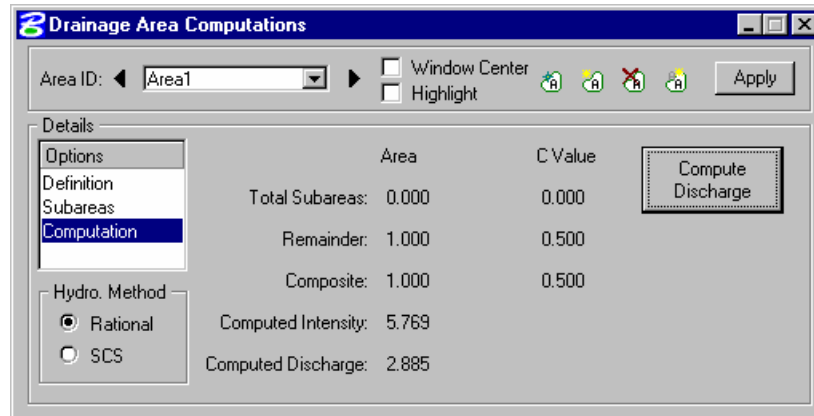 Drainage Area Computations
Area ID: Area1 Window Center Apply
Highlight
Details
Options Area C Value Compute Discharge
Definition
Subareas Total Subareas: 0.000 0.000
Computation Remainder: 1.000 0.500
Composite: 1.000 0.500
Hydro. Method
Rational Computed Intensity: 5.769
SCS Computed Discharge: 2.885